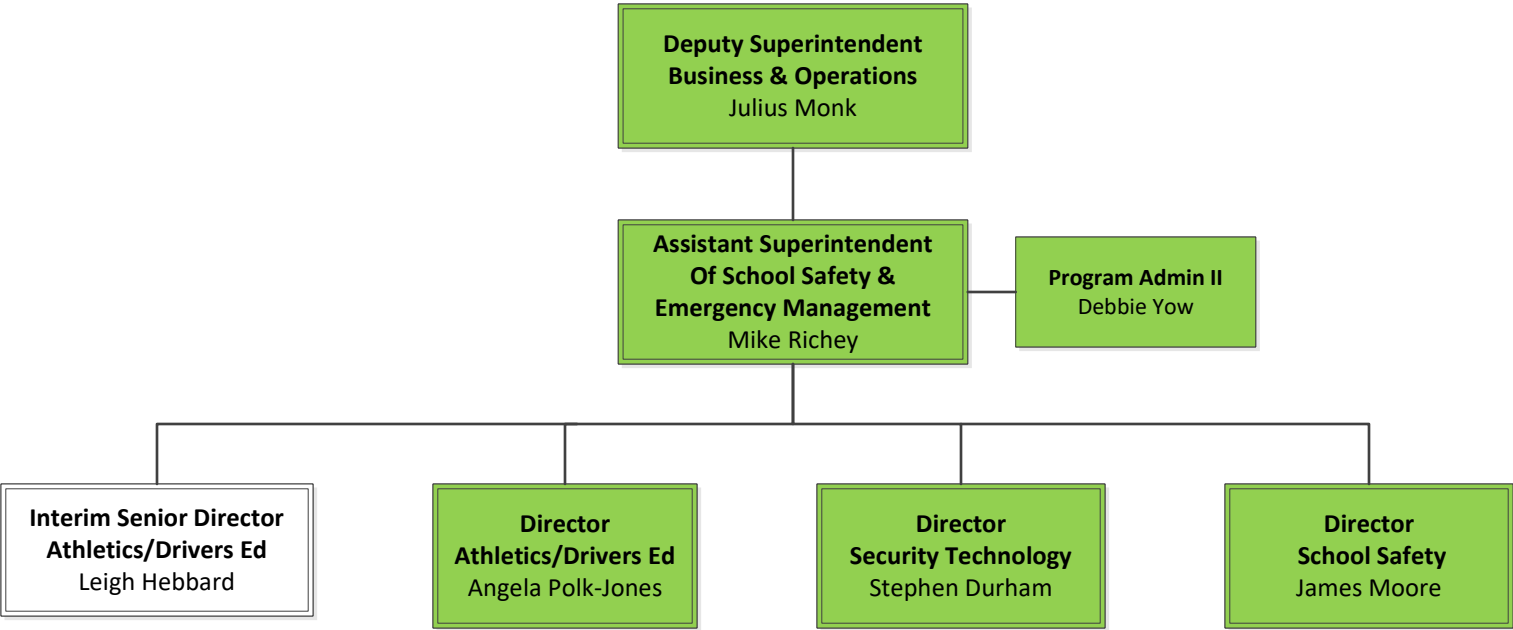 Deputy Superintendent
Business & Operations
Julius Monk
Assistant Superintendent
Of School Safety &
Emergency Management
Mike Richey
Program Admin II
Debbie Yow
Interim Senior Director
Athletics/Drivers Ed
Leigh Hebbard
Director
Athletics/Drivers Ed
Angela Polk-Jones
Director
Security Technology
Stephen Durham
Director
School Safety
James Moore